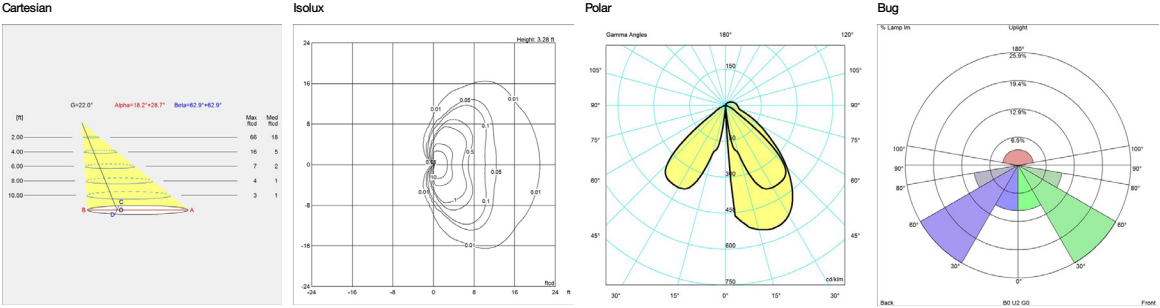 Cartesian
G=22.0° Alpha=18.2°+28.7° Beta=62.9°+62.9°
[ft] Max ftcd Med ftcd
2.00 66 18
4.00 16 5
6.00 7 2
8.00 4 1
10.00 3 1
C
B O A
D
Isolux
Height: 3.28 ft
24
16
8
0
-8
-16
-24
0.01 0.05 0.01
0.1
0.5
0.05
0.01
10
1
0.1
0.01
ftcd
-24 -16 -8 0 8 16 24 ft
Polar
Gamma Angles 180° 120°
105° 150 105°
90° 90°
75° 75°
300
60° 60°
450
45° 600 45°
750 cd/klm
30° 15° 0° 15° 30°
Bug
% Lamp lm Uplight
180°
25.9%
19.4%
12.9%
6.5%
100° 100°
90° 90°
80° 80°
60° 60°
30° 30°
0°
Back B0 U2 G0 Front